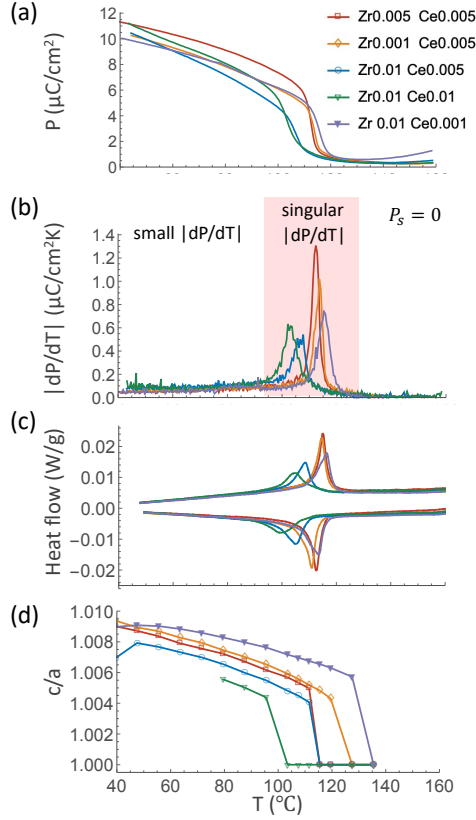 (a)
12
10
8
6
4
2
0
P (μC/cm²)
Zr0.005 Ce0.005
Zr0.001 Ce0.005
Zr0.01 Ce0.005
Zr0.01 Ce0.01
Zr 0.01 Ce0.001
(b)
small |dP/dT|
singular
|dP/dT|
Pₛ = 0
1.4
1.2
1.0
0.8
0.6
0.4
0.2
0.0
|dP/dT| (μC/cm²K)
(c)
0.02
0.01
0.00
-0.01
-0.02
Heat flow (W/g)
(d)
1.010
1.008
1.006
1.004
1.002
1.000
c/a
40 60 80 100 120 140 160
T (°C)